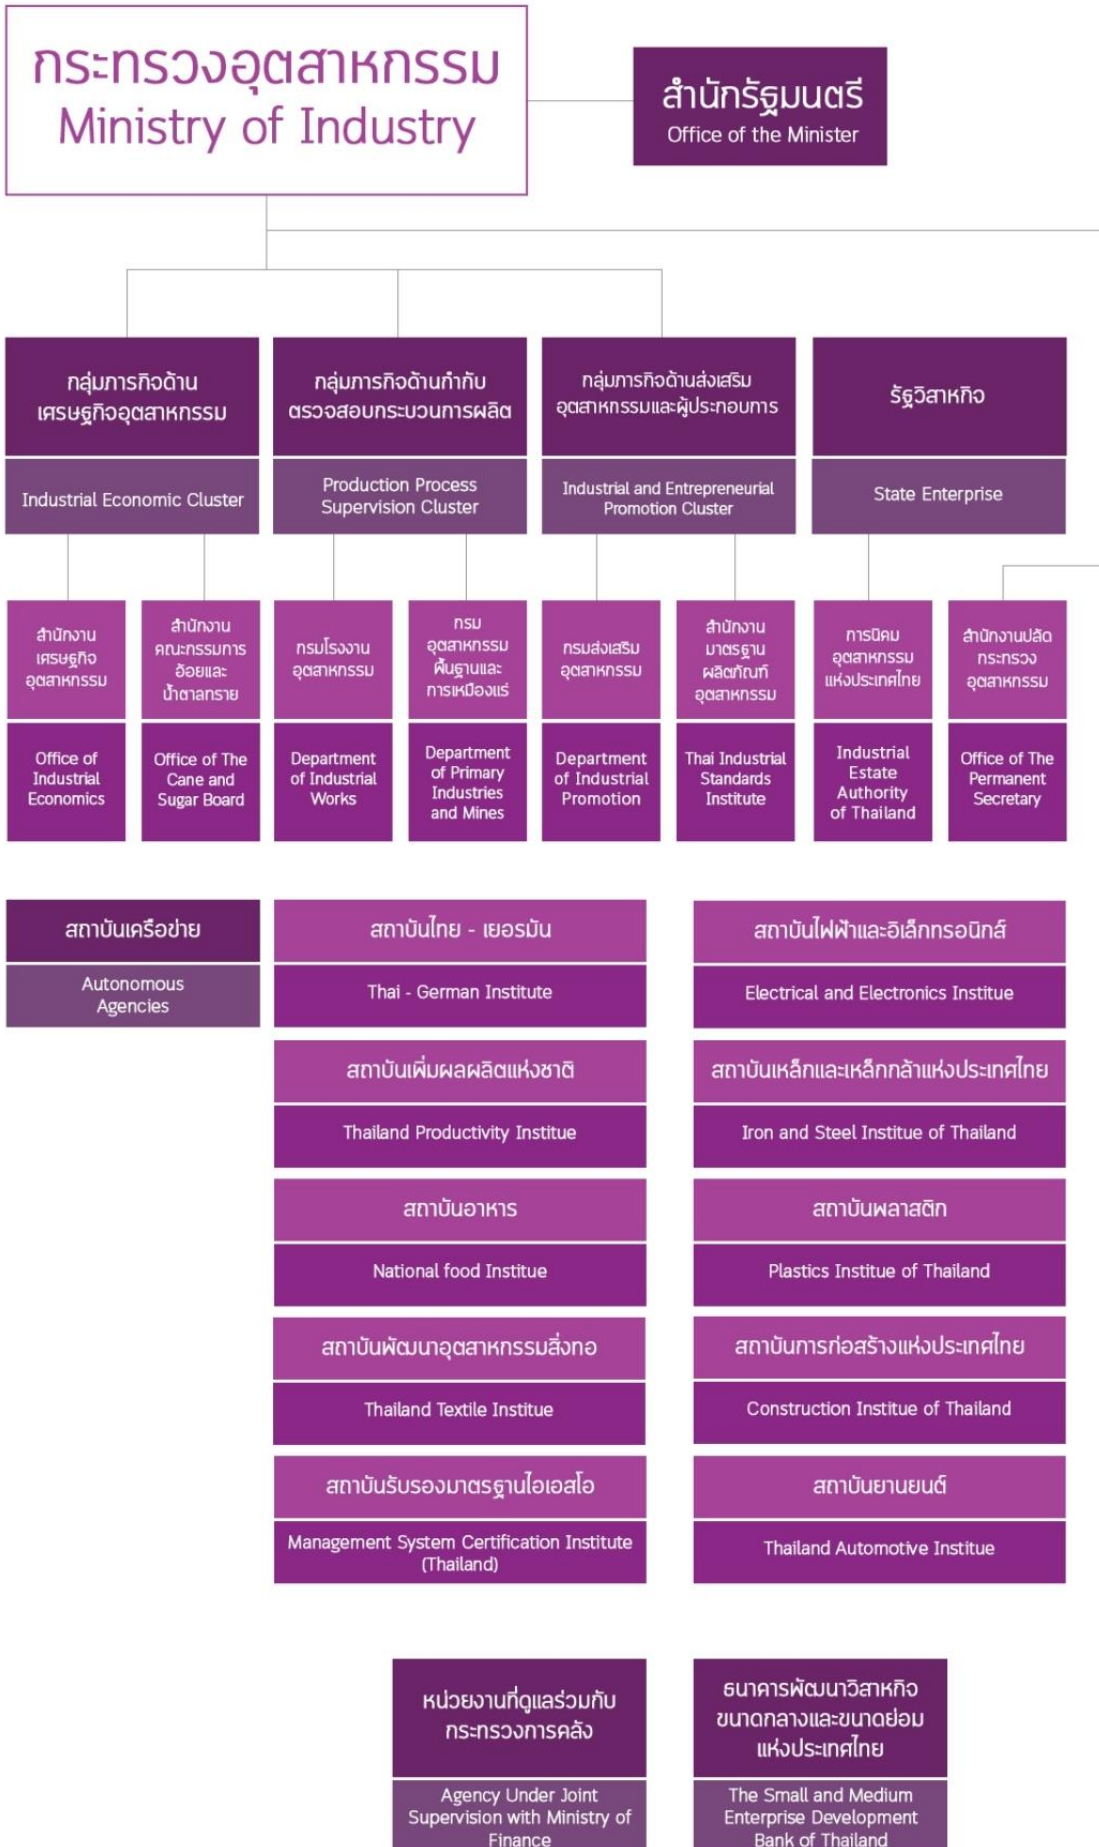 กระทรวงอุตสาหกรรม
Ministry of Industry
สำนักรัฐมนตรี
Office of the Minister
กลุ่มภารกิจด้าน
เศรษฐกิจอุตสาหกรรม
Industrial Economic Cluster
กลุ่มภารกิจด้านกำกับ
ตรวจสอบกระบวนการผลิต
Production Process
Supervision Cluster
กลุ่มภารกิจด้านส่งเสริม
อุตสาหกรรมและผู้ประกอบการ
Industrial and Entrepreneurial
Promotion Cluster
รัฐวิสาหกิจ
State Enterprise
สำนักงาน
เศรษฐกิจ
อุตสาหกรรม
Office of
Industrial
Economics
สำนักงาน
คณะกรรมการ
อ้อยและ
น้ำตาลทราย
Office of The
Cane and
Sugar Board
กรมโรงงาน
อุตสาหกรรม
Department
of Industrial
Works
กรม
อุตสาหกรรม
พื้นฐานและ
การเหมืองแร่
Department
of Primary
Industries
and Mines
กรมส่งเสริม
อุตสาหกรรม
Department
of Industrial
Promotion
สำนักงาน
มาตรฐาน
ผลิตภัณฑ์
อุตสาหกรรม
Thai Industrial
Standards
Institute
การนิคม
อุตสาหกรรม
แห่งประเทศไทย
Industrial
Estate
Authority
of Thailand
สำนักงานปลัด
กระทรวง
อุตสาหกรรม
Office of The
Permanent
Secretary
สถาบันเครือข่าย
Autonomous
Agencies
สถาบันไทย - เยอรมัน
Thai - German Institute
สถาบันไฟฟ้าและอิเล็กทรอนิกส์
Electrical and Electronics Institue
สถาบันเพิ่มผลผลิตแห่งชาติ
Thailand Productivity Institue
สถาบันเหล็กและเหล็กกล้าแห่งประเทศไทย
Iron and Steel Institue of Thailand
สถาบันอาหาร
National food Institue
สถาบันพลาสติก
Plastics Institue of Thailand
สถาบันพัฒนาอุตสาหกรรมสิ่งทอ
Thailand Textile Institue
สถาบันการก่อสร้างแห่งประเทศไทย
Construction Institue of Thailand
สถาบันรับรองมาตรฐานไอเอสโอ
Management System Certification Institute
(Thailand)
สถาบันยานยนต์
Thailand Automotive Institue
หน่วยงานที่ดูแลร่วมกับ
กระทรวงการคลัง
Agency Under Joint
Supervision with Ministry of
Finance
ธนาคารพัฒนาวิสาหกิจ
ขนาดกลางและขนาดย่อม
แห่งประเทศไทย
The Small and Medium
Enterprise Development
Bank of Thailand